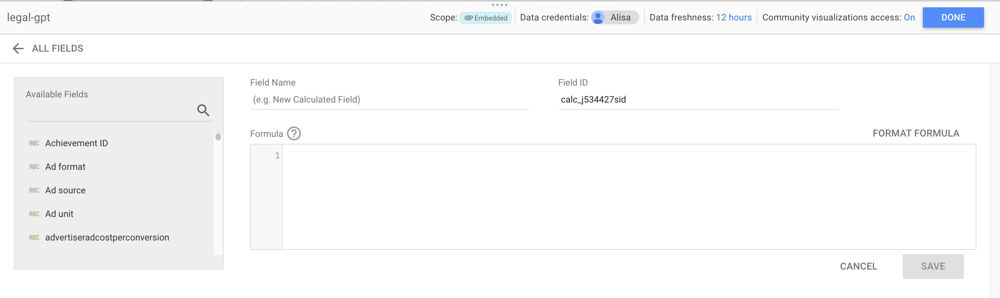 legal-gpt
Scope: Embedded
Data credentials: Alisa
Data freshness: 12 hours
Community visualizations access: On
DONE
ALL FIELDS
Available Fields
ABC Achievement ID
ABC Ad format
ABC Ad source
ABC Ad unit
ABC advertiseradcostperconversion
Field Name
(e.g. New Calculated Field)
Field ID
calc_j534427sid
Formula ?
FORMAT FORMULA
1
CANCEL
SAVE